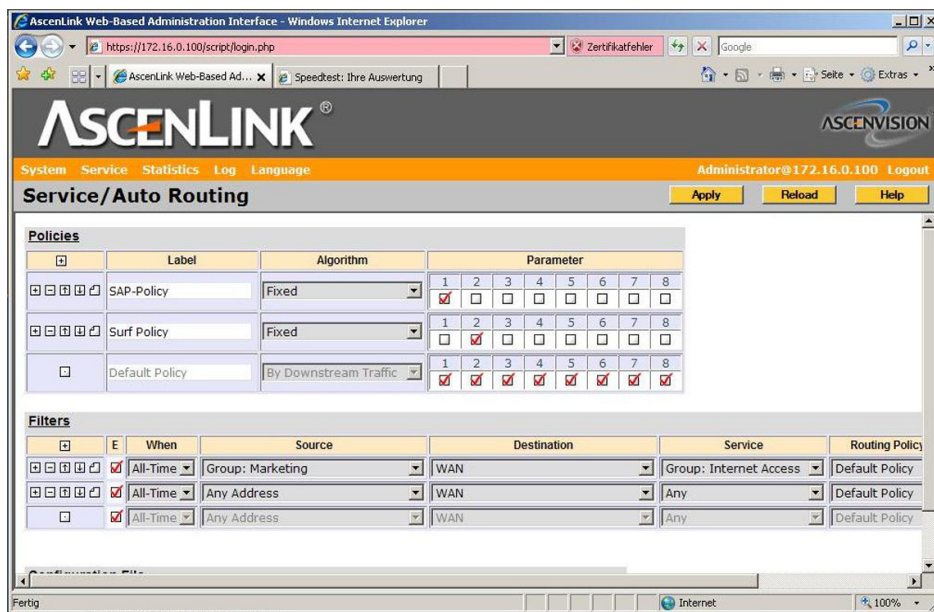 AscenLink Web-Based Administration Interface - Windows Internet Explorer
https://172.16.0.100/script/login.php Zertifikatfehler Google
AscenLink Web-Based Ad... Speedtest: Ihre Auswertung Seite Extras
ASCENLINK ® ASCENVISION
System Service Statistics Log Language Administrator@172.16.0.100 Logout
Service/Auto Routing Apply Reload Help
Policies
Label Algorithm Parameter
1 2 3 4 5 6 7 8
SAP-Policy Fixed
1 2 3 4 5 6 7 8
Surf Policy Fixed
1 2 3 4 5 6 7 8
Default Policy By Downstream Traffic
Filters
E When Source Destination Service Routing Policy
All-Time Group: Marketing WAN Group: Internet Access Default Policy
All-Time Any Address WAN Any Default Policy
All-Time Any Address WAN Any Default Policy
Configuration File
Fertig Internet 100%